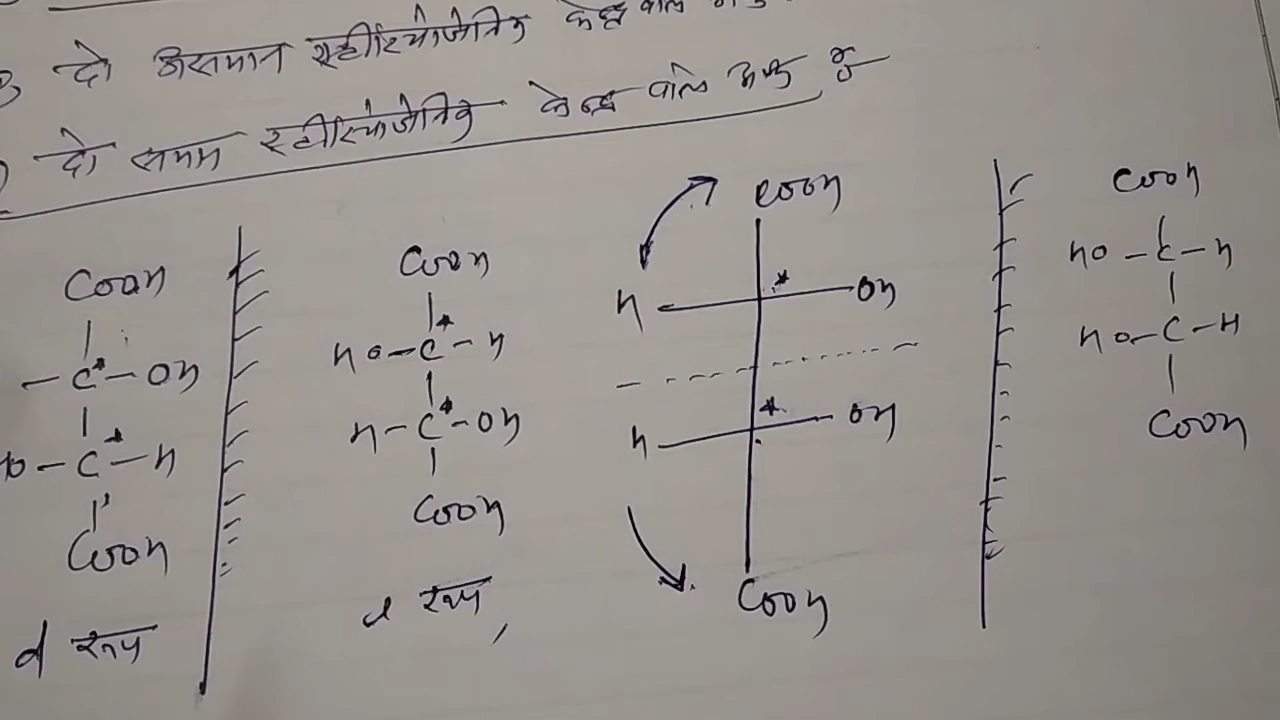 दो असमान स्टीरियोजेनिक केन्द्र वाले
दो समान स्टीरियोजेनिक केन्द्र वाले अणु
COOH
– C* – OH
HO – C* – H
COOH
d रूप
COOH
HO – C* – H
H – C* – OH
COOH
l रूप,
COOH
H * OH
H * OH
COOH
COOH
HO – C – H
HO – C – H
COOH